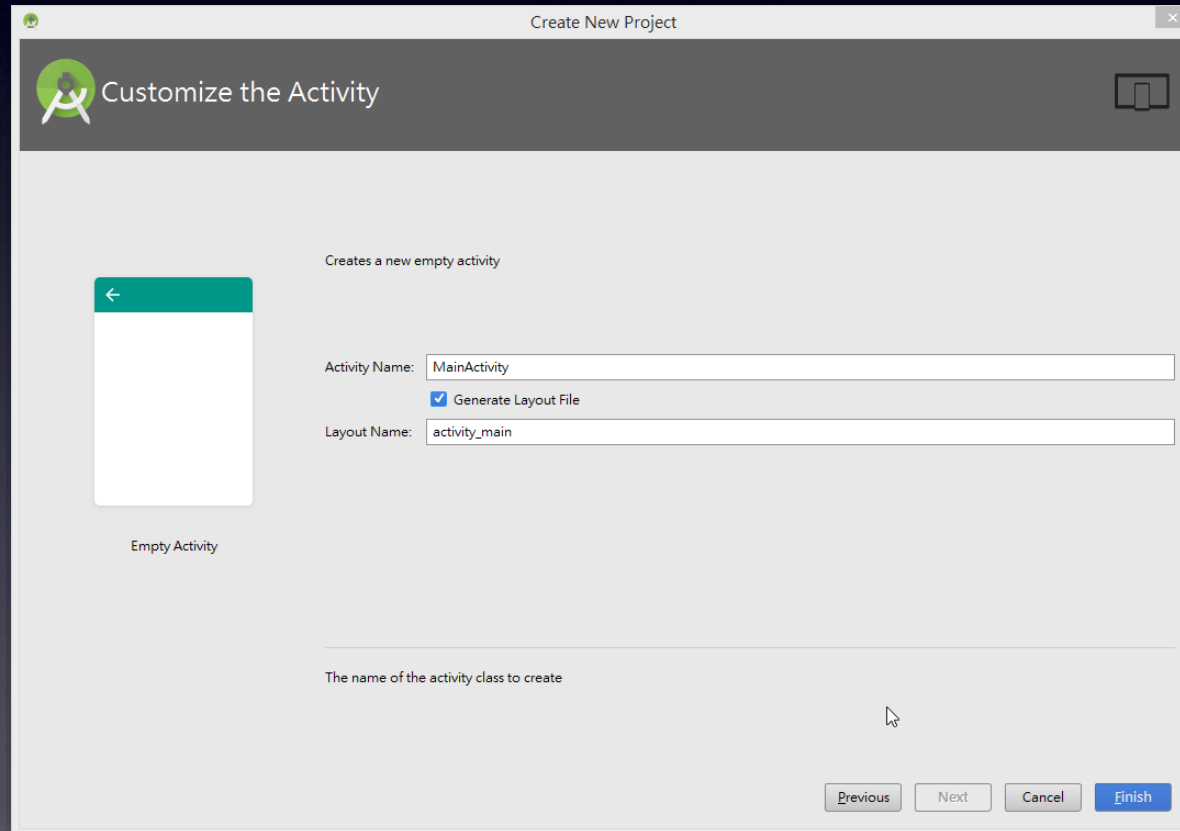 Create New Project
Customize the Activity
Creates a new empty activity
Activity Name: MainActivity
Generate Layout File
Layout Name: activity_main
Empty Activity
The name of the activity class to create
Previous Next Cancel Finish